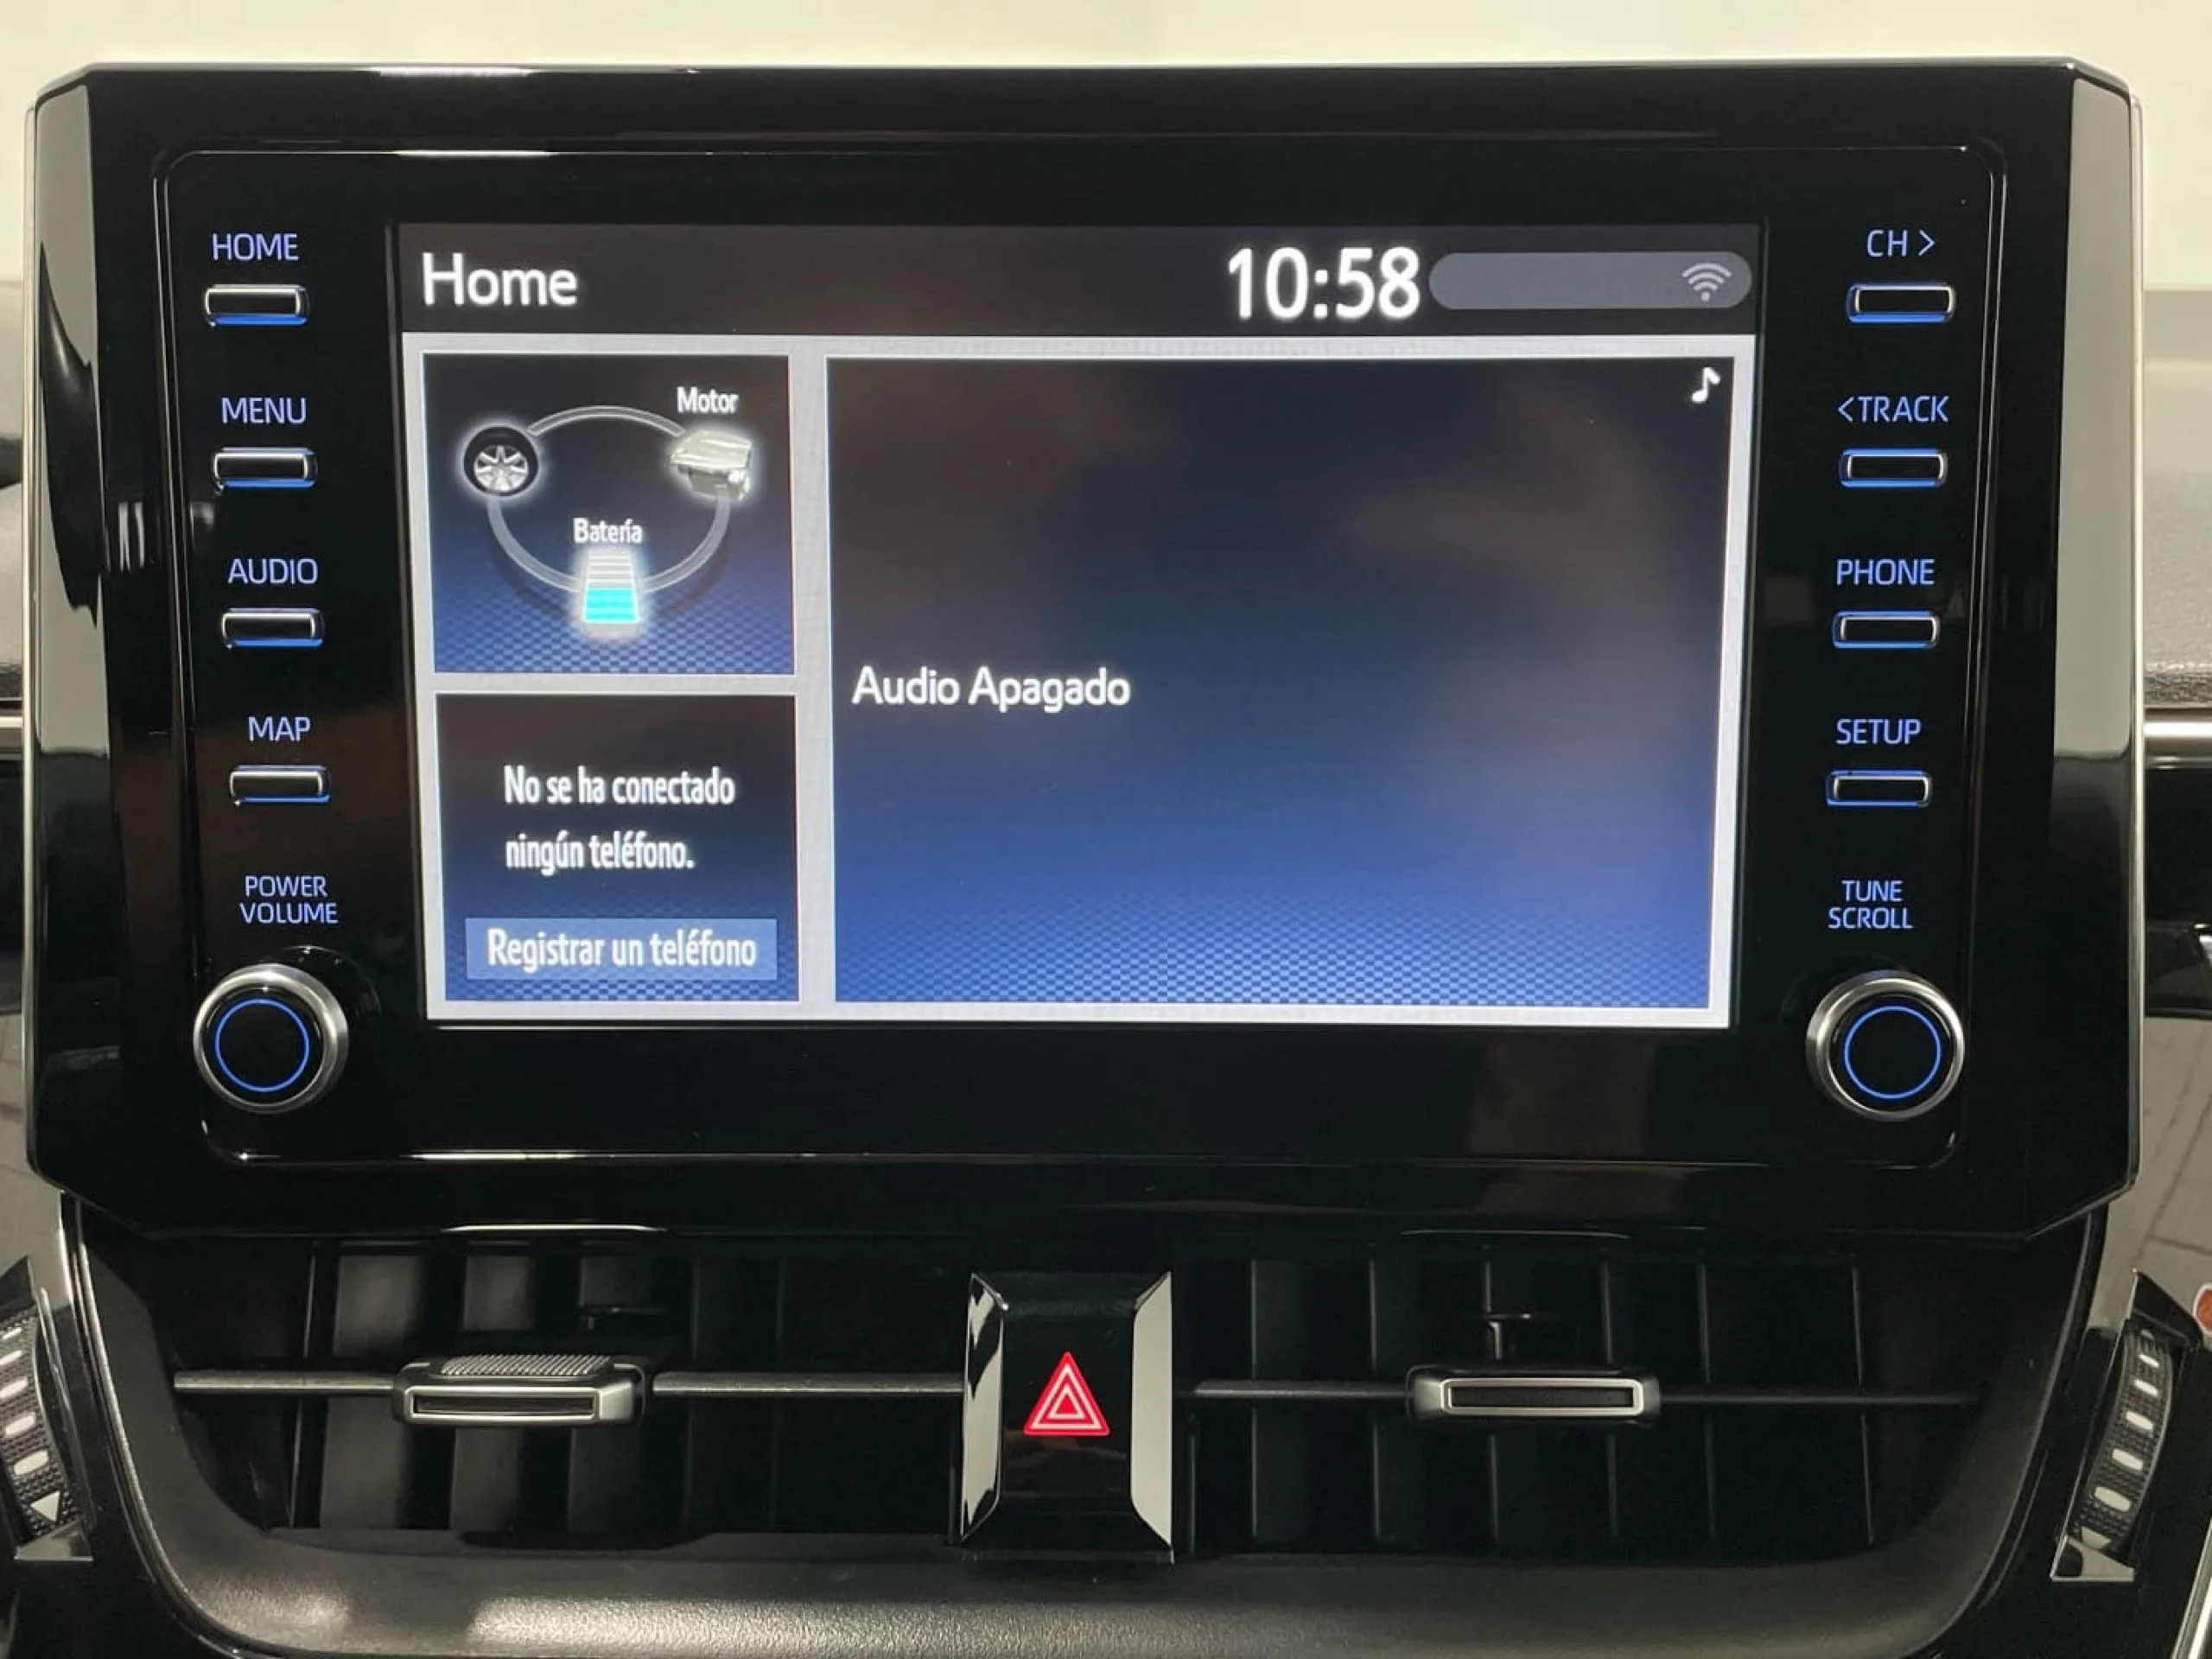 HOME
MENU
AUDIO
MAP
POWER
VOLUME
Home
10:58
Motor
Batería
No se ha conectado
ningún teléfono.
Registrar un teléfono
Audio Apagado
CH >
< TRACK
PHONE
SETUP
TUNE
SCROLL